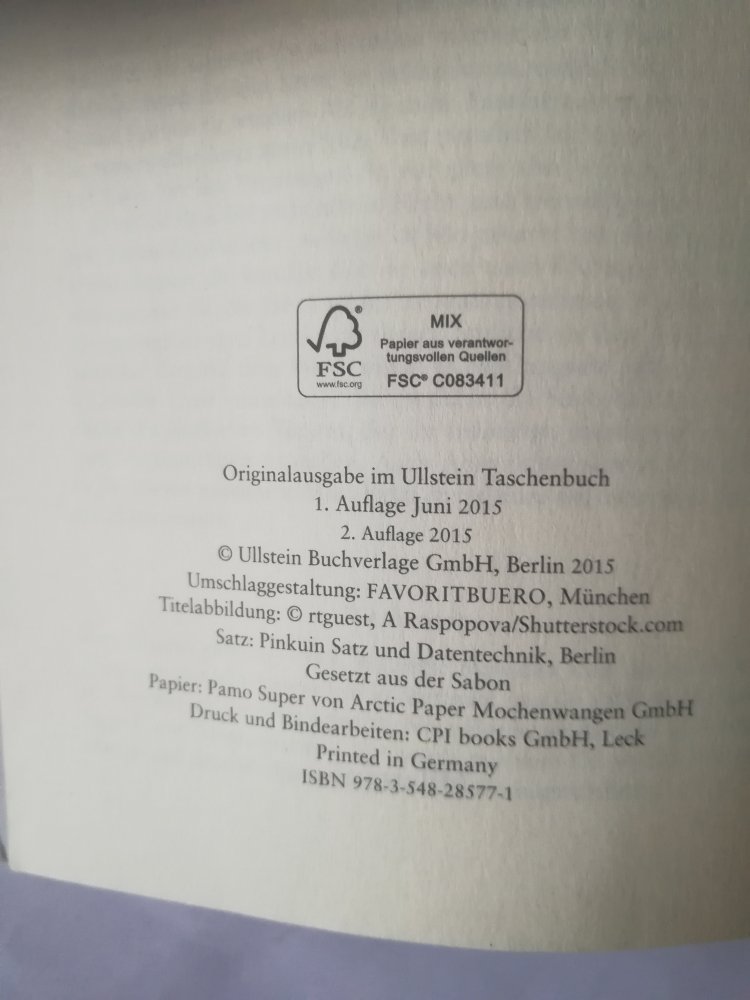 FSC®
www.fsc.org
MIX
Papier aus verantwor-
tungsvollen Quellen
FSC® C083411
Originalausgabe im Ullstein Taschenbuch
1. Auflage Juni 2015
2. Auflage 2015
© Ullstein Buchverlage GmbH, Berlin 2015
Umschlaggestaltung: FAVORITBUERO, München
Titelabbildung: © rtguest, A Raspopova/Shutterstock.com
Satz: Pinkuin Satz und Datentechnik, Berlin
Gesetzt aus der Sabon
Papier: Pamo Super von Arctic Paper Mochenwangen GmbH
Druck und Bindearbeiten: CPI books GmbH, Leck
Printed in Germany
ISBN 978-3-548-28577-1